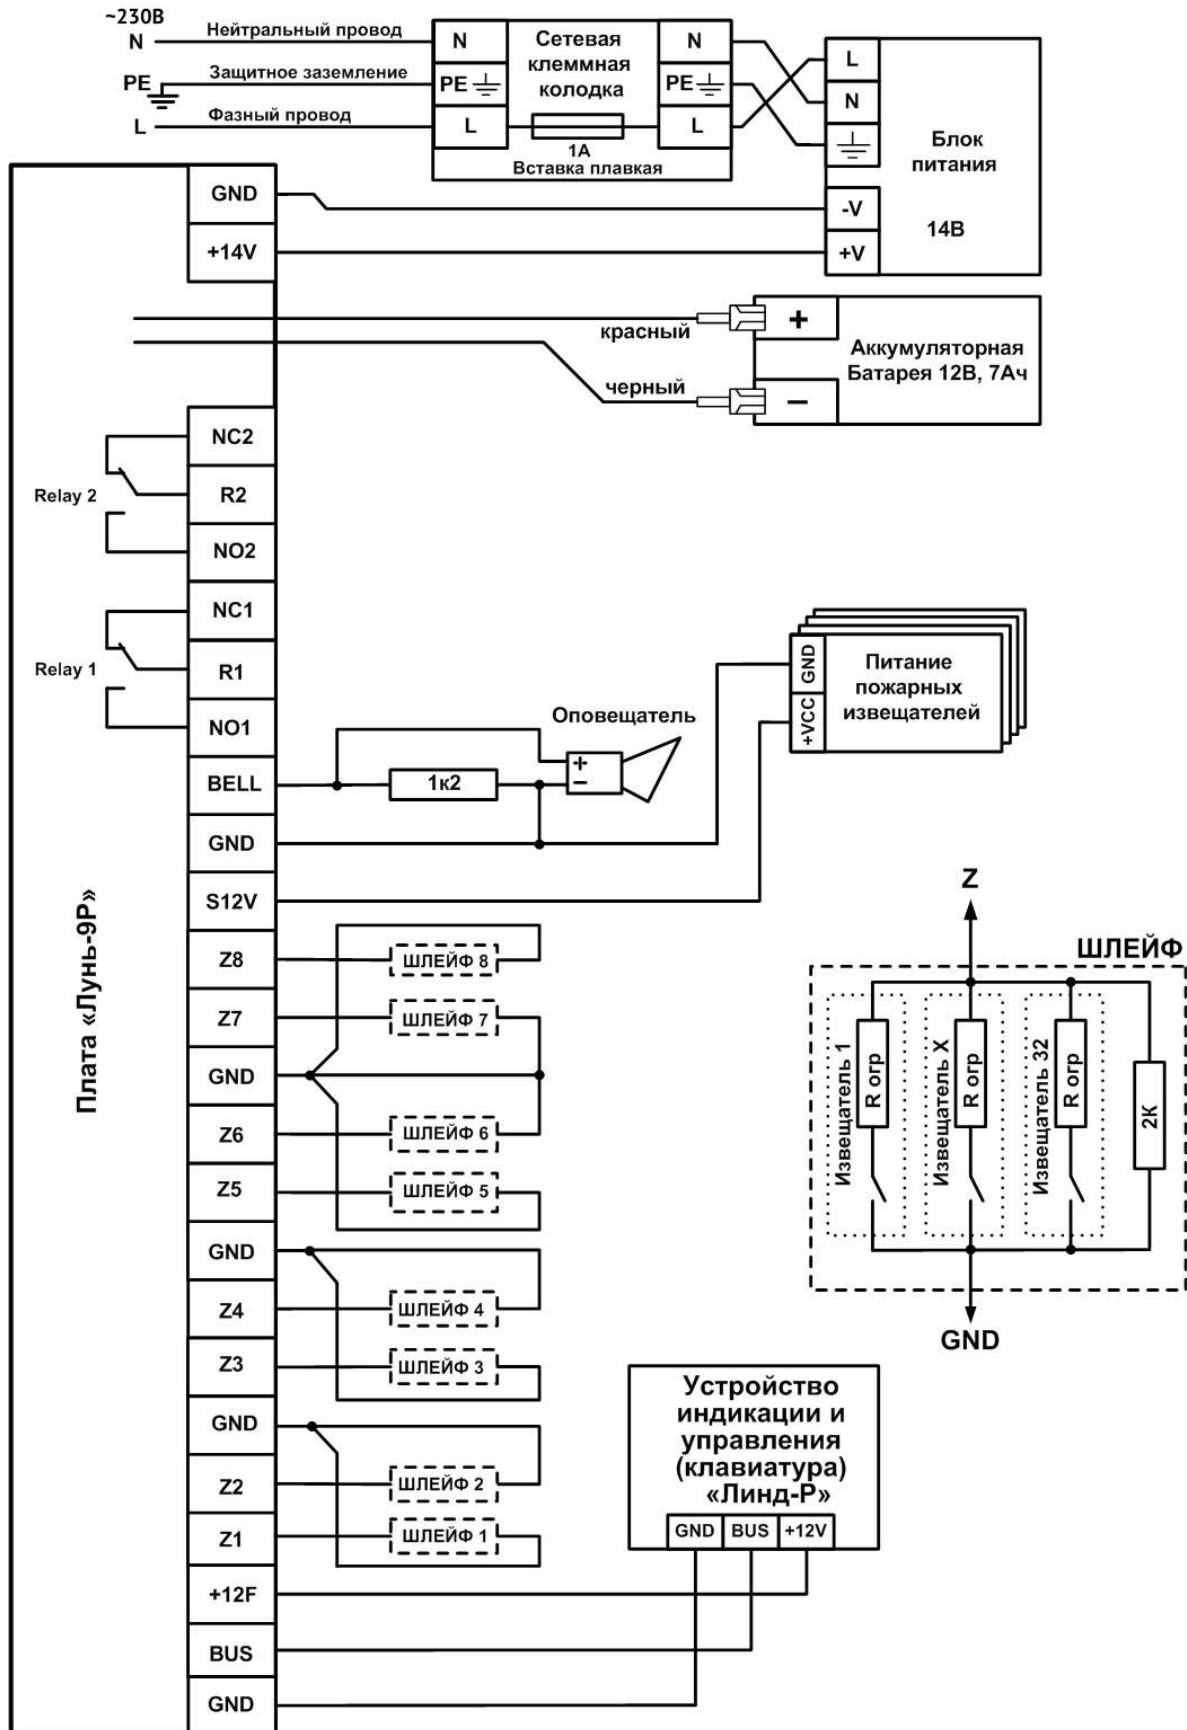 ~230В
N
Нейтральный провод
N
Сетевая
клеммная
колодка
N
PE
Защитное заземление
PE
PE
L
Фазный провод
L
L
1А
Вставка плавкая
L
N
Блок
питания
14В
-V
+V
GND
+14V
красный
+
черный
−
Аккумуляторная
Батарея 12В, 7Ач
NC2
Relay 2
R2
NO2
NC1
Relay 1
R1
NO1
BELL
GND
S12V
Z8
Z7
GND
Z6
Z5
GND
Z4
Z3
GND
Z2
Z1
+12F
BUS
GND
Плата «Лунь-9Р»
Оповещатель
+
−
1к2
GND
+VCC
Питание
пожарных
извещателей
ШЛЕЙФ 8
ШЛЕЙФ 7
ШЛЕЙФ 6
ШЛЕЙФ 5
ШЛЕЙФ 4
ШЛЕЙФ 3
ШЛЕЙФ 2
ШЛЕЙФ 1
Z
ШЛЕЙФ
Извещатель 1
R огр
Извещатель X
R огр
Извещатель 32
R огр
2К
GND
Устройство
индикации и
управления
(клавиатура)
«Линд-Р»
GND
BUS
+12V